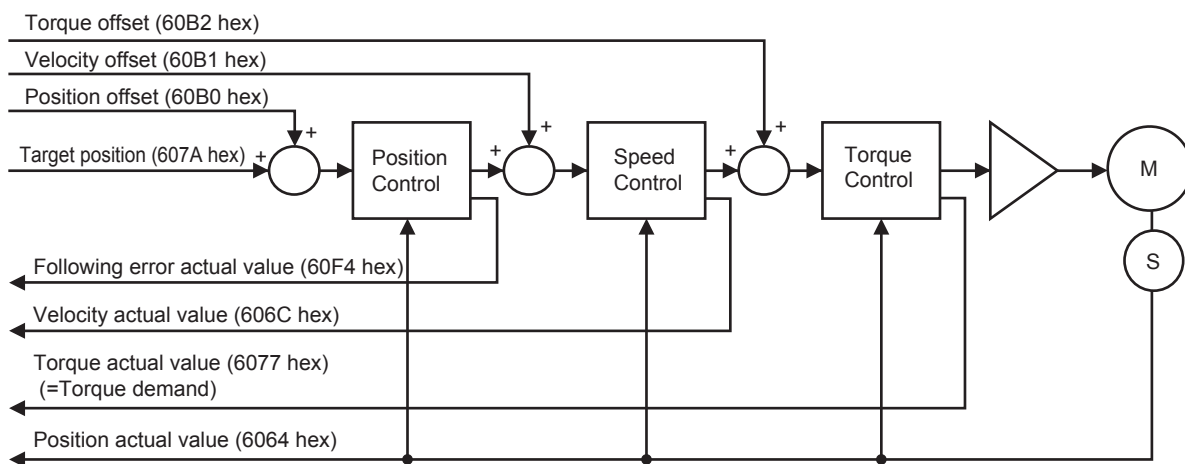 Torque offset (60B2 hex)
Velocity offset (60B1 hex)
Position offset (60B0 hex)
Target position (607A hex)
+
+
Position
Control
+
+
Speed
Control
+
+
Torque
Control
M
S
Following error actual value (60F4 hex)
Velocity actual value (606C hex)
Torque actual value (6077 hex)
(=Torque demand)
Position actual value (6064 hex)